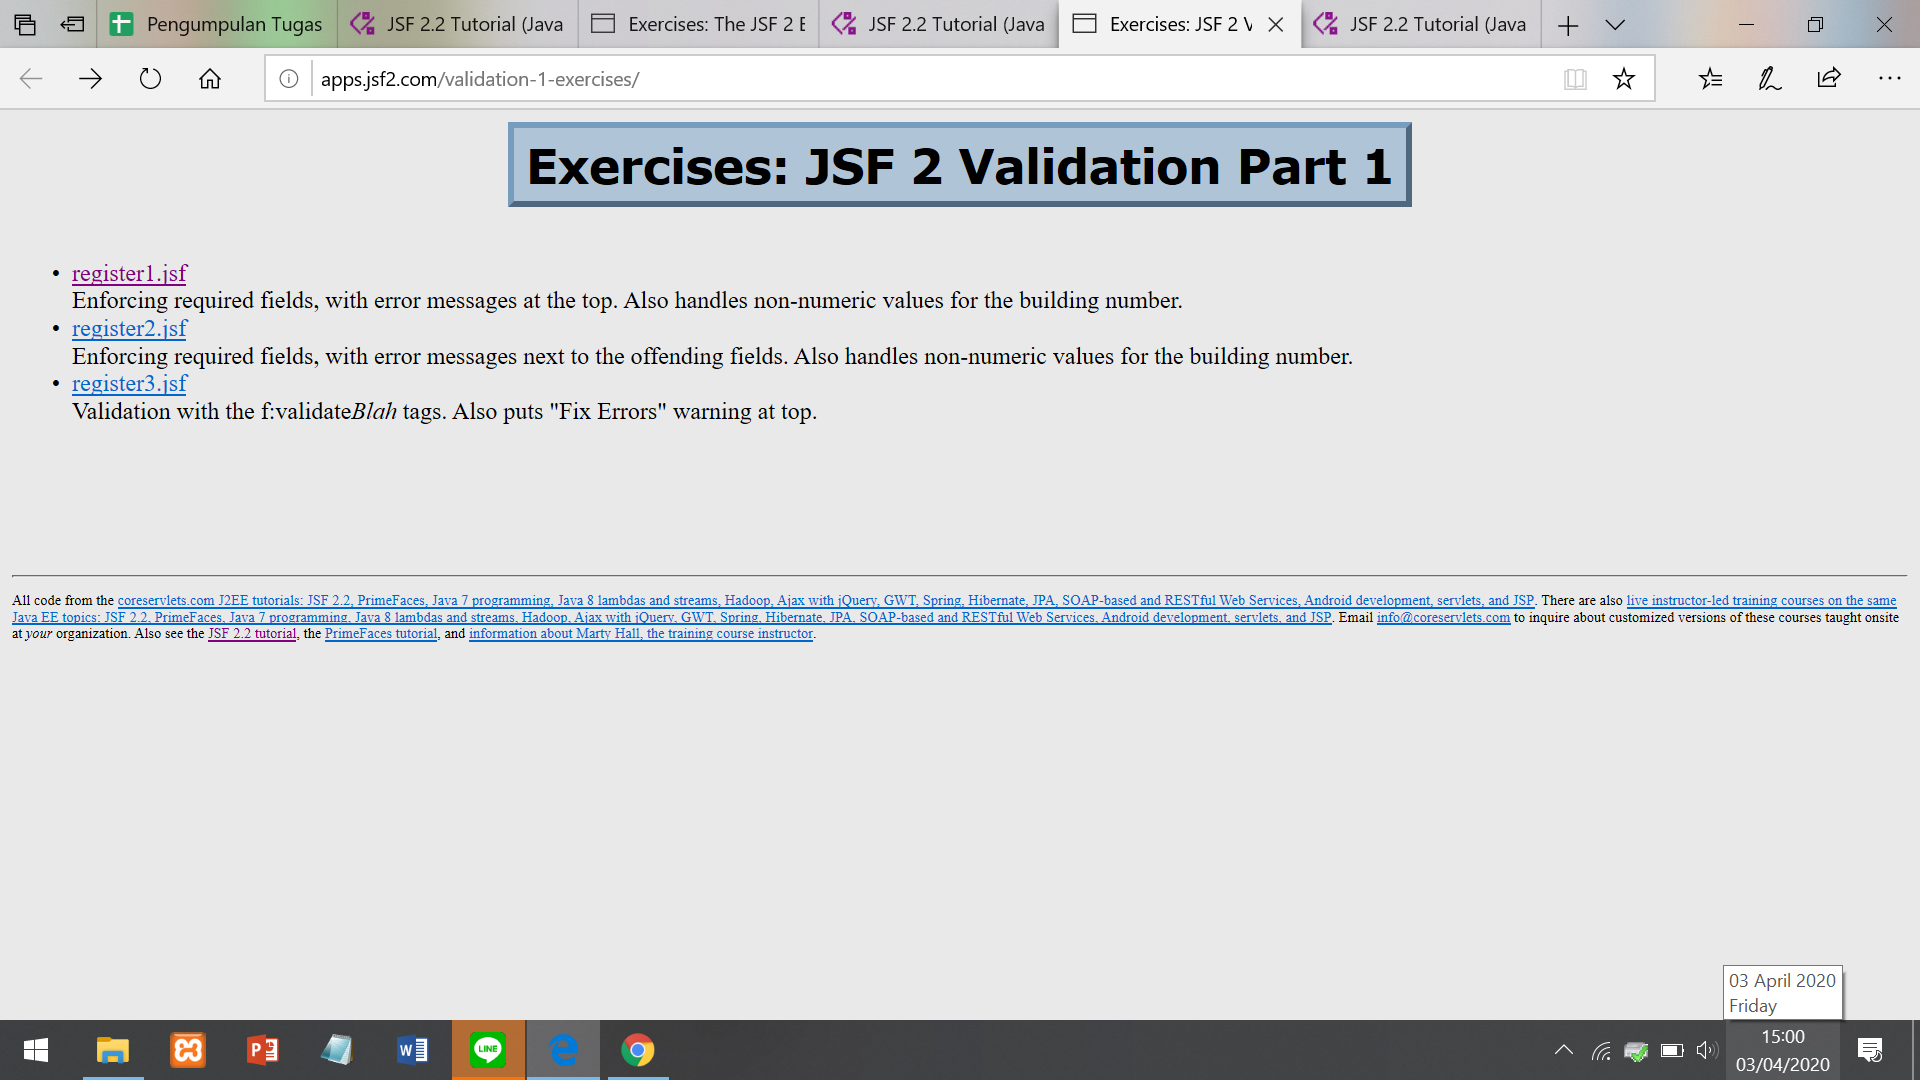 Pengumpulan Tugas
JSF 2.2 Tutorial (Java
Exercises: The JSF 2 E
JSF 2.2 Tutorial (Java
Exercises: JSF 2 V
JSF 2.2 Tutorial (Java
apps.jsf2.com/validation-1-exercises/
Exercises: JSF 2 Validation Part 1
• register1.jsf
Enforcing required fields, with error messages at the top. Also handles non-numeric values for the building number.
• register2.jsf
Enforcing required fields, with error messages next to the offending fields. Also handles non-numeric values for the building number.
• register3.jsf
Validation with the f:validateBlah tags. Also puts "Fix Errors" warning at top.
All code from the coreservlets.com J2EE tutorials: JSF 2.2, PrimeFaces, Java 7 programming, Java 8 lambdas and streams, Hadoop, Ajax with jQuery, GWT, Spring, Hibernate, JPA, SOAP-based and RESTful Web Services, Android development, servlets, and JSP. There are also live instructor-led training courses on the same
Java EE topics: JSF 2.2, PrimeFaces, Java 7 programming, Java 8 lambdas and streams, Hadoop, Ajax with jQuery, GWT, Spring, Hibernate, JPA, SOAP-based and RESTful Web Services, Android development, servlets, and JSP. Email info@coreservlets.com to inquire about customized versions of these courses taught onsite
at your organization. Also see the JSF 2.2 tutorial, the PrimeFaces tutorial, and information about Marty Hall, the training course instructor.
03 April 2020
Friday
LINE
15:00
03/04/2020